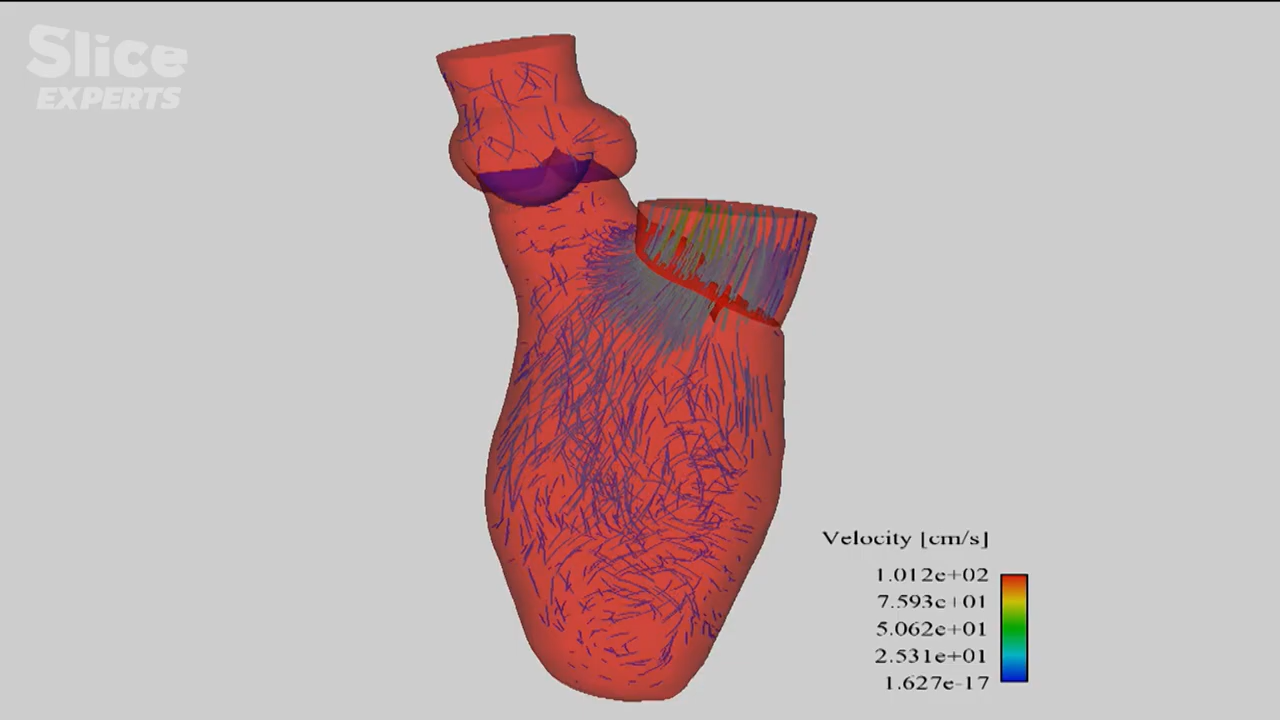 Slice
EXPERTS
Velocity [cm/s]
1.012e+02
7.593e+01
5.062e+01
2.531e+01
1.627e-17